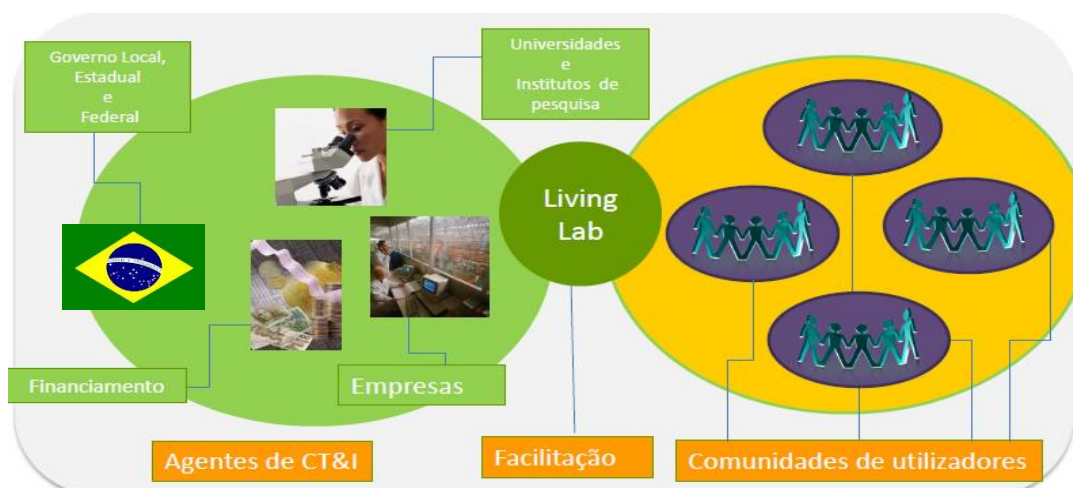 Governo Local,
Estadual
e
Federal
Universidades
e
Institutos de
pesquisa
Living
Lab
Financiamento
Empresas
Agentes de CT&I
Facilitação
Comunidades de utilizadores